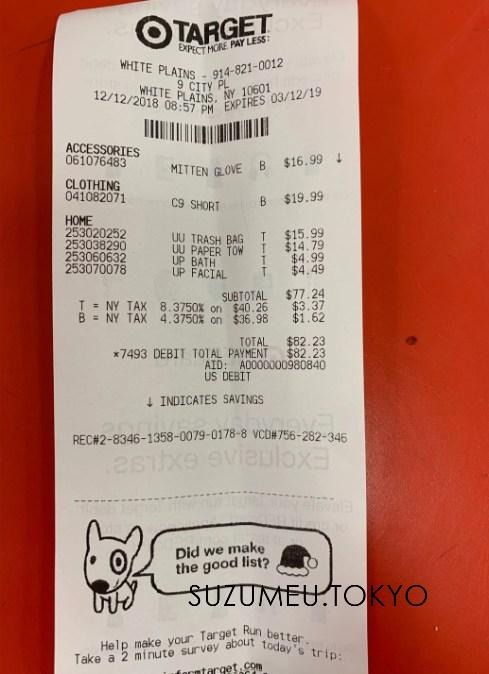 TARGET
EXPECT MORE. PAY LESS.
WHITE PLAINS - 914-821-0012
9 CITY PL
WHITE PLAINS, NY 10601
12/12/2018 08:57 PM EXPIRES 03/12/19
ACCESSORIES
061076483 MITTEN GLOVE B $16.99 ↓
CLOTHING
041082071 C9 SHORT B $19.99
HOME
253020252 UU TRASH BAG T $15.99
253038290 UU PAPER TOW T $14.79
253060632 UP BATH T $4.99
253070078 UP FACIAL T $4.49
SUBTOTAL $77.24
T = NY TAX 8.3750% on $40.26 $3.37
B = NY TAX 4.3750% on $36.98 $1.62
TOTAL $82.23
*7493 DEBIT TOTAL PAYMENT $82.23
AID: A0000000980840
US DEBIT
↓ INDICATES SAVINGS
REC#2-8346-1358-0079-0178-8 VCD#756-282-346
Did we make
the good list?
SUZUMEU.TOKYO
Help make your Target Run better.
Take a 2 minute survey about today's trip: